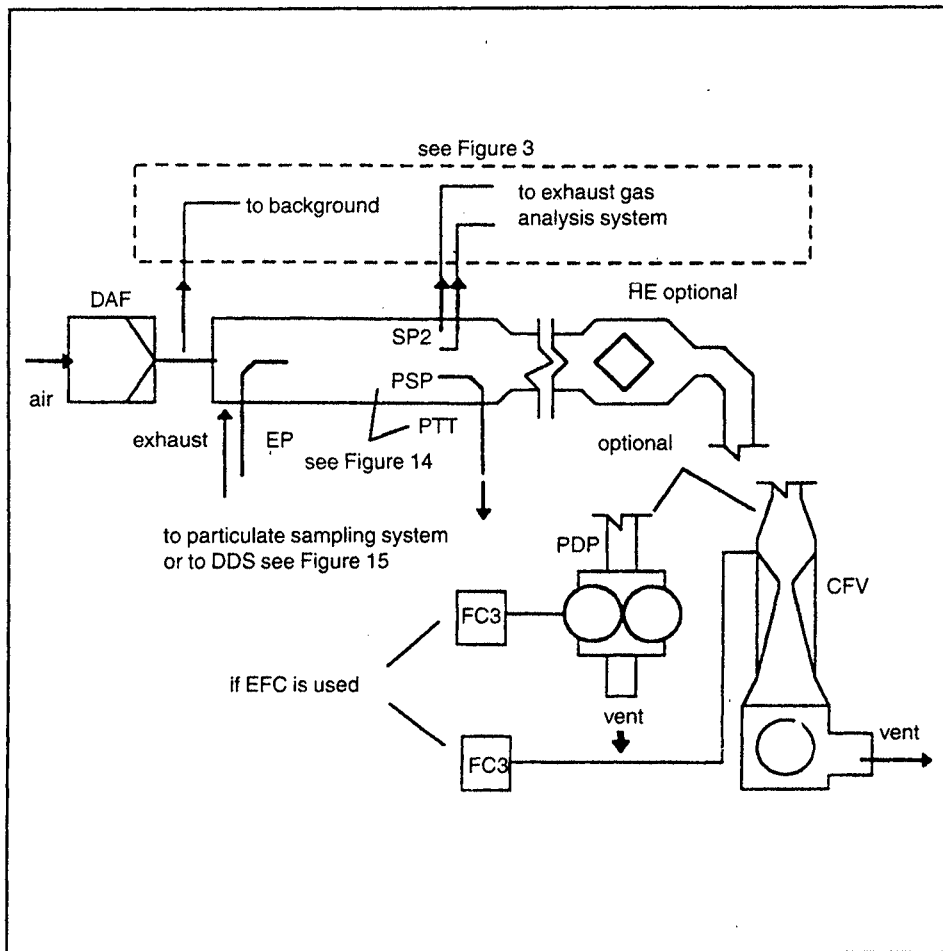 see Figure 3
to background
to exhaust gas
analysis system
DAF
HE optional
SP2
PSP
air
exhaust
EP
PTT
see Figure 14
optional
to particulate sampling system
or to DDS see Figure 15
PDP
CFV
FC3
if EFC is used
vent
vent
FC3